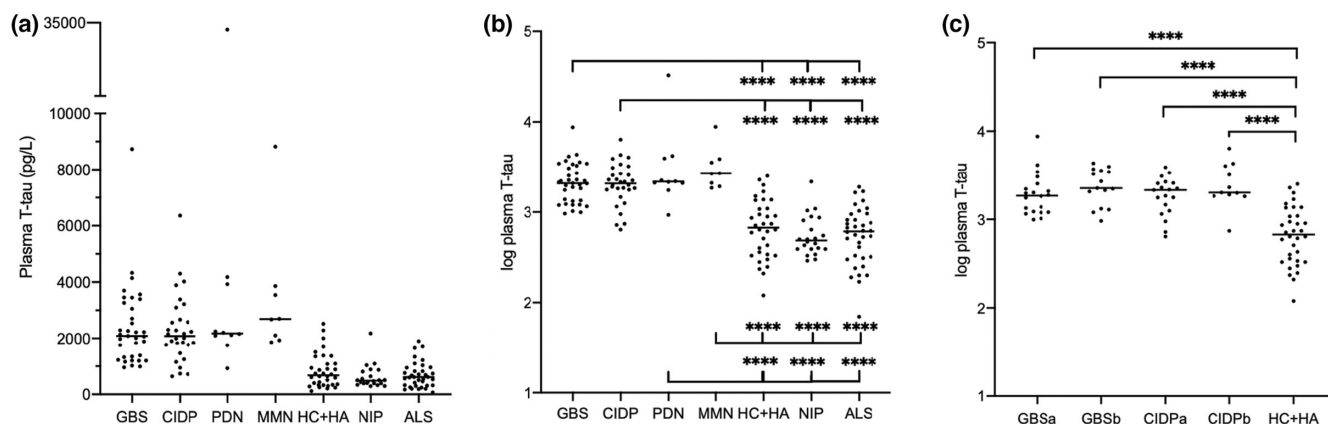 (a)
35000
10000
8000
6000
4000
2000
0
Plasma T-tau (pg/L)
GBS CIDP PDN MMN HC+HA NIP ALS
(b)
5
4
3
2
1
log plasma T-tau
**** **** ****
**** **** ****
**** **** ****
**** **** ****
GBS CIDP PDN MMN HC+HA NIP ALS
(c)
5
4
3
2
1
log plasma T-tau
****
****
****
****
GBSa GBSb CIDPa CIDPb HC+HA